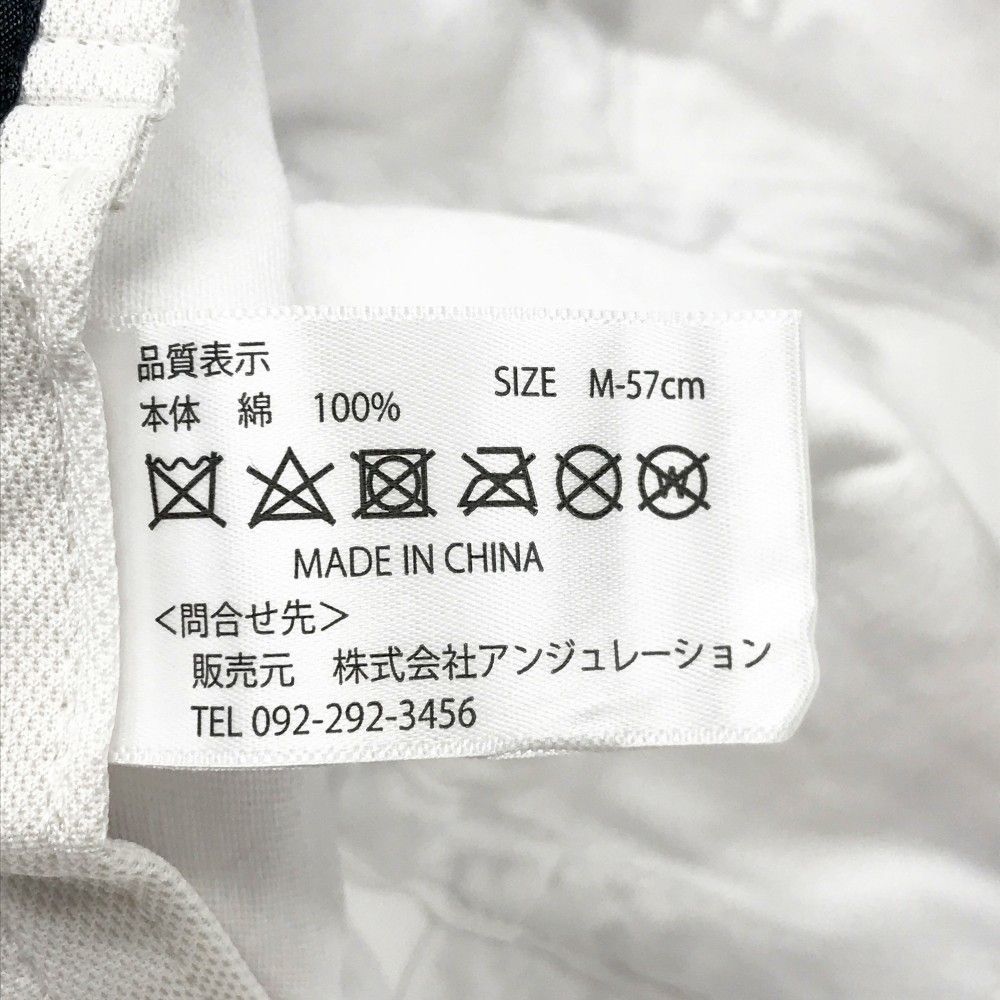 品質表示
本体　綿　100%
SIZE　M-57cm
W
MADE IN CHINA
＜問合せ先＞
販売元　株式会社アンジュレーション
TEL 092-292-3456